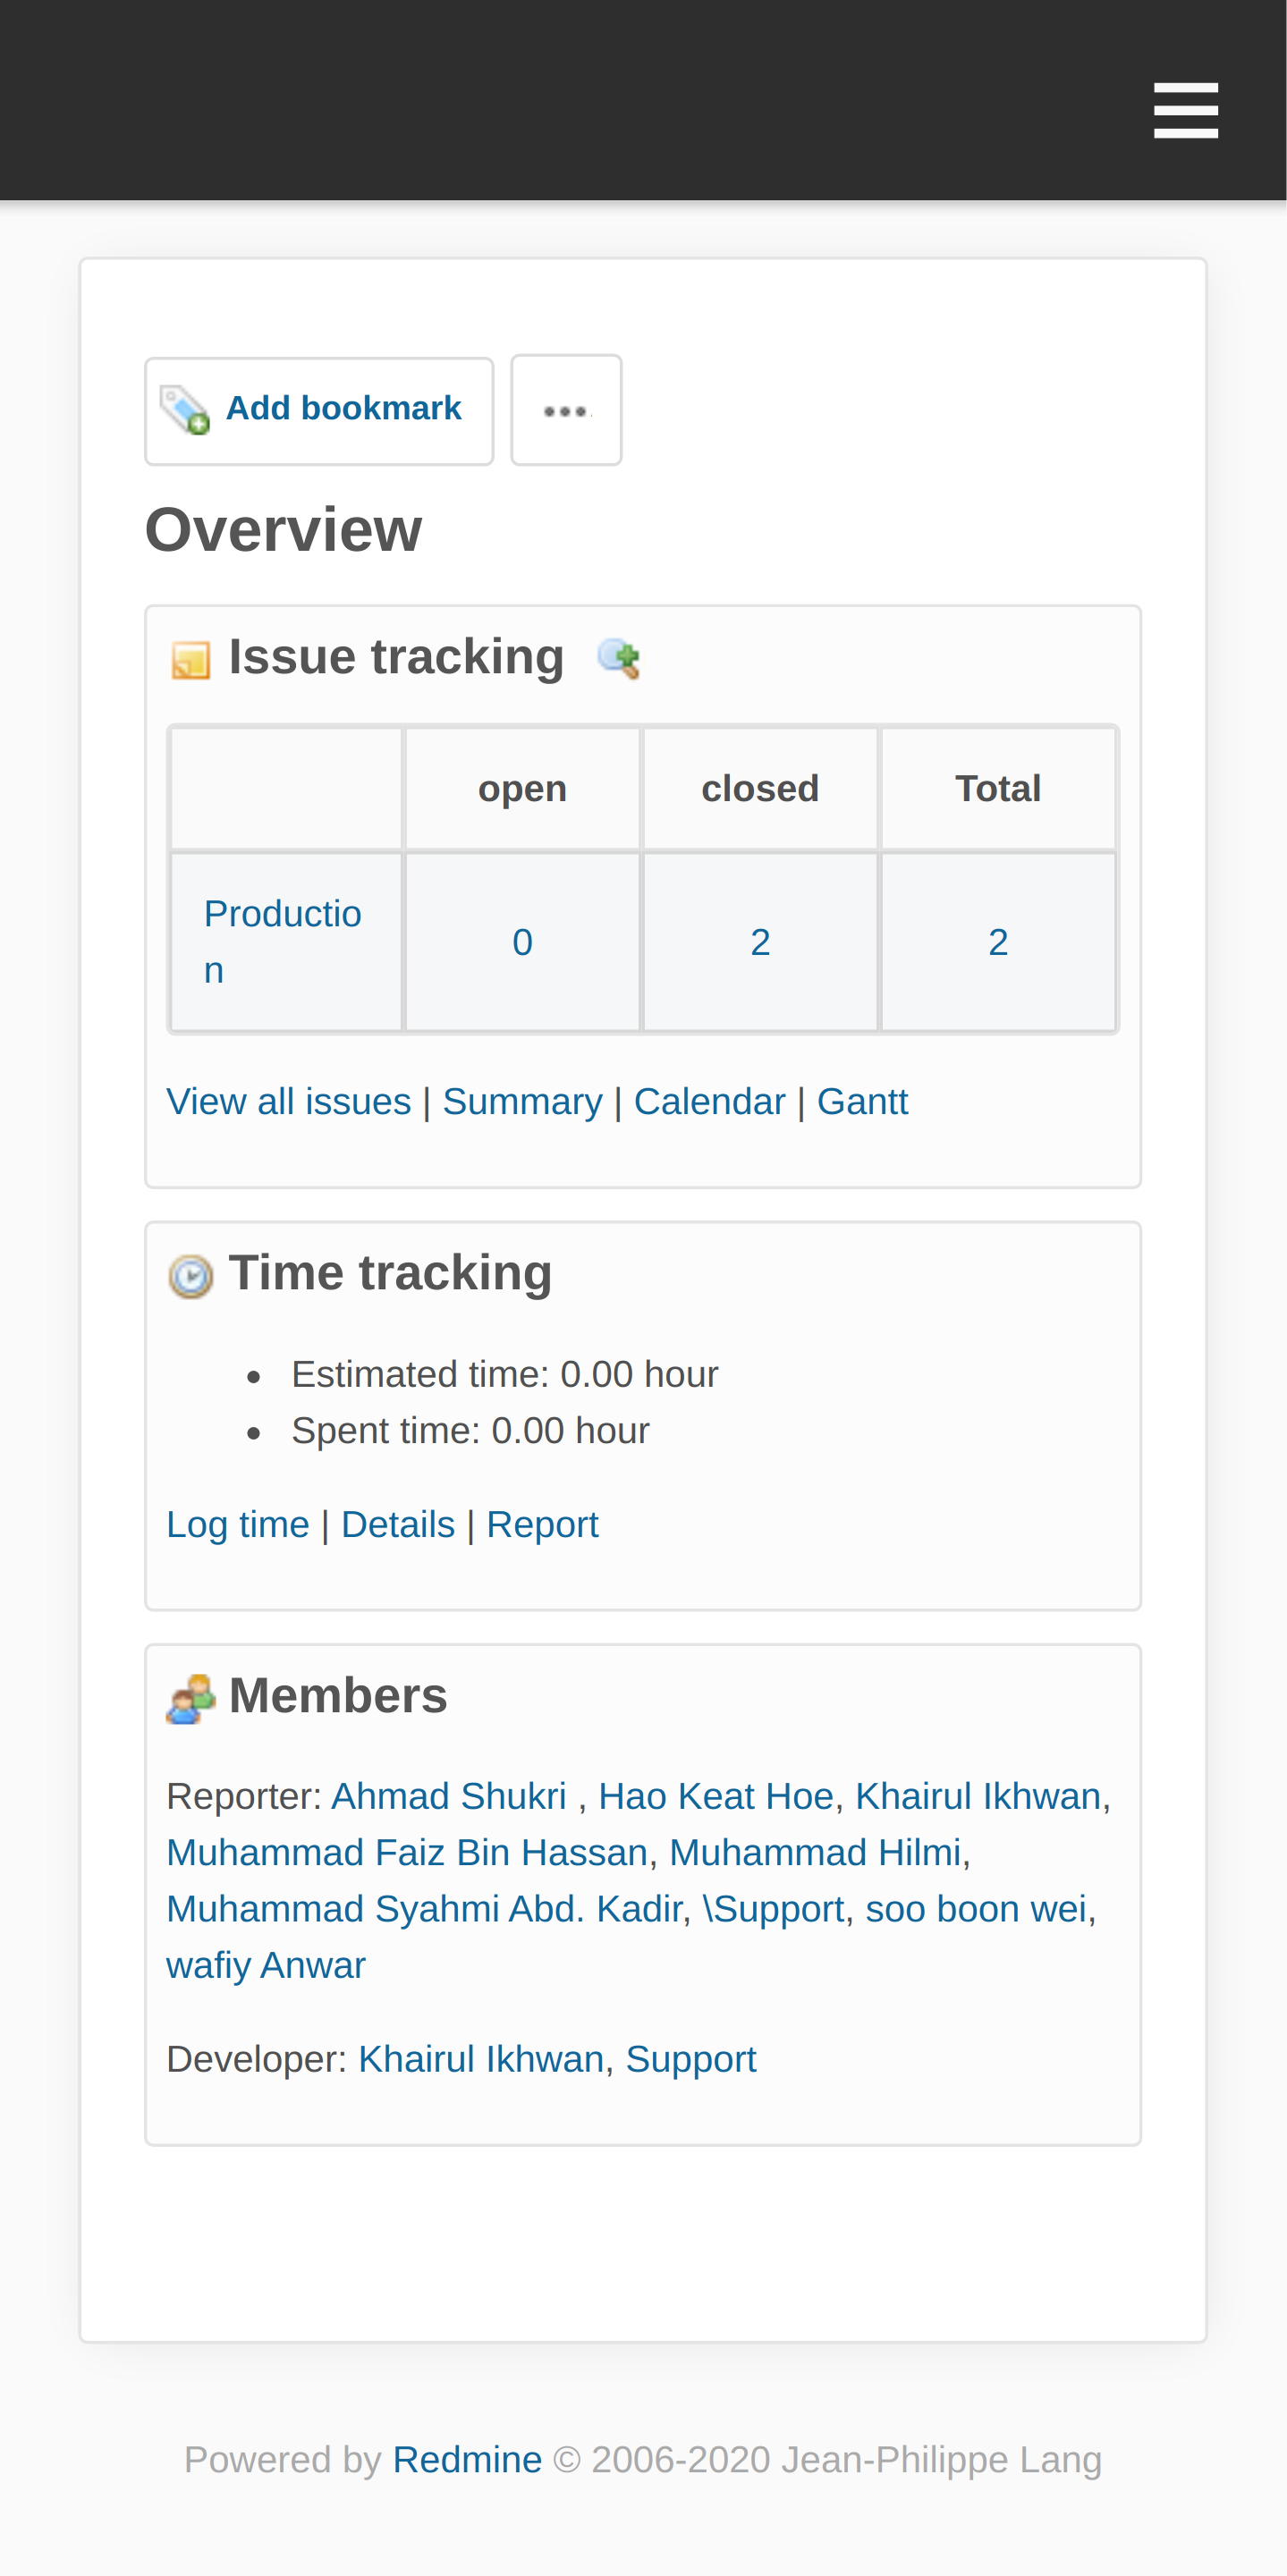 Add bookmark
Overview
Issue tracking
open closed Total
Productio
n
0 2 2
View all issues | Summary | Calendar | Gantt
Time tracking
• Estimated time: 0.00 hour
• Spent time: 0.00 hour
Log time | Details | Report
Members
Reporter: Ahmad Shukri , Hao Keat Hoe, Khairul Ikhwan,
Muhammad Faiz Bin Hassan, Muhammad Hilmi,
Muhammad Syahmi Abd. Kadir, \Support, soo boon wei,
wafiy Anwar
Developer: Khairul Ikhwan, Support
Powered by Redmine © 2006-2020 Jean-Philippe Lang